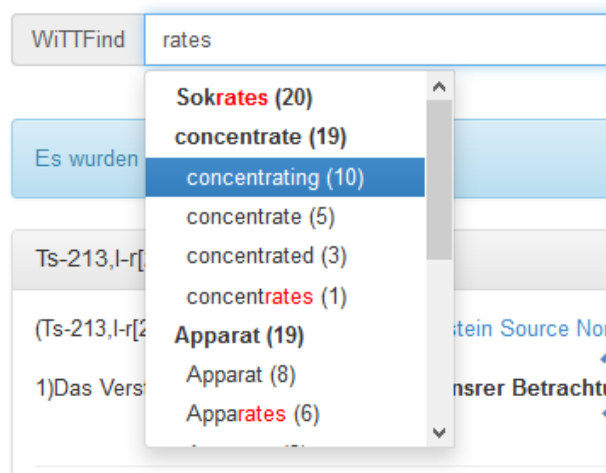 WiTTFind rates
Sokrates (20)
concentrate (19)
Es wurden
concentrating (10)
concentrate (5)
concentrated (3)
Ts-213,I-r[
concentrates (1)
(Ts-213,I-r[2
Apparat (19)
stein Source Nor
Apparat (8)
1)Das Verst
nsrer Betrachtu
Apparates (6)